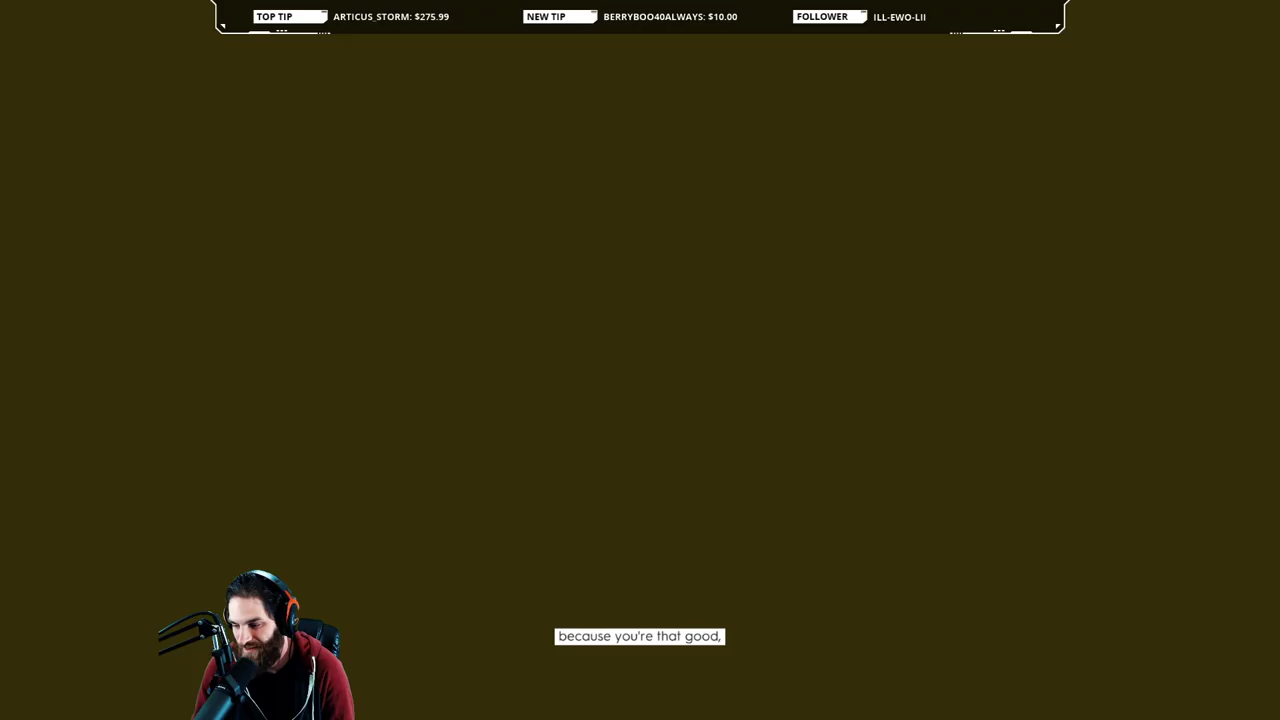 TOP TIP ARTICUS_STORM: $275.99 NEW TIP BERRYBOO40ALWAYS: $10.00 FOLLOWER ILL-EWO-LII
because you're that good,